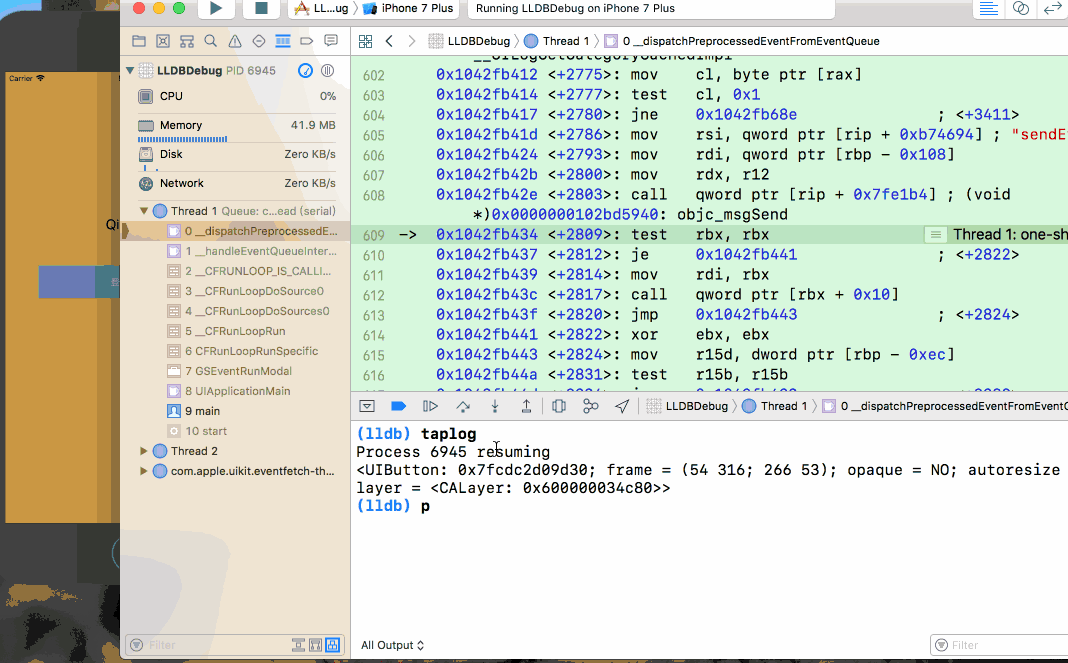 LL...ug
iPhone 7 Plus
Running LLDBDebug on iPhone 7 Plus
LLDBDebug
Thread 1
0 __dispatchPreprocessedEventFromEventQueue
Carrier
LLDBDebug PID 6945
CPU 0%
Memory 41.9 MB
Disk Zero KB/s
Network Zero KB/s
Thread 1 Queue: c...ead (serial)
0 __dispatchPreprocessedE...
1 __handleEventQueueInter...
2 __CFRUNLOOP_IS_CALLI...
3 __CFRunLoopDoSource0
4 __CFRunLoopDoSources0
5 __CFRunLoopRun
6 CFRunLoopRunSpecific
7 GSEventRunModal
8 UIApplicationMain
9 main
10 start
Thread 2
com.apple.uikit.eventfetch-th...
Filter
Qi
602 0x1042fb412 <+2775>: mov cl, byte ptr [rax]
603 0x1042fb414 <+2777>: test cl, 0x1
604 0x1042fb417 <+2780>: jne 0x1042fb68e ; <+3411>
605 0x1042fb41d <+2786>: mov rsi, qword ptr [rip + 0xb74694] ; "sendE
606 0x1042fb424 <+2793>: mov rdi, qword ptr [rbp - 0x108]
607 0x1042fb42b <+2800>: mov rdx, r12
608 0x1042fb42e <+2803>: call qword ptr [rip + 0x7fe1b4] ; (void
*)0x0000000102bd5940: objc_msgSend
609 -> 0x1042fb434 <+2809>: test rbx, rbx Thread 1: one-sh
610 0x1042fb437 <+2812>: je 0x1042fb441 ; <+2822>
611 0x1042fb439 <+2814>: mov rdi, rbx
612 0x1042fb43c <+2817>: call qword ptr [rbx + 0x10]
613 0x1042fb43f <+2820>: jmp 0x1042fb443 ; <+2824>
614 0x1042fb441 <+2822>: xor ebx, ebx
615 0x1042fb443 <+2824>: mov r15d, dword ptr [rbp - 0xec]
616 0x1042fb44a <+2831>: test r15b, r15b
LLDBDebug
Thread 1
0 __dispatchPreprocessedEventFromEventQ
(lldb) taplog
Process 6945 resuming
<UIButton: 0x7fcdc2d09d30; frame = (54 316; 266 53); opaque = NO; autoresize
layer = <CALayer: 0x600000034c80>>
(lldb) p
All Output
Filter